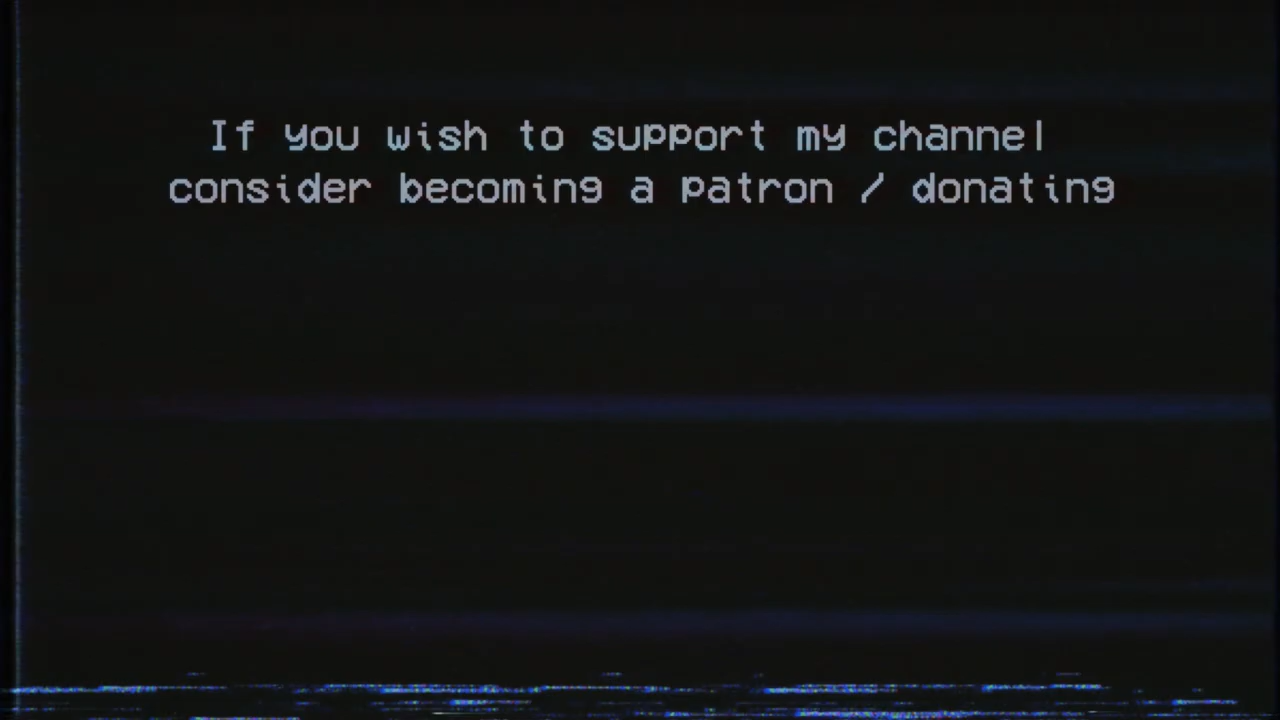 If you wish to support my channel
consider becoming a patron / donating